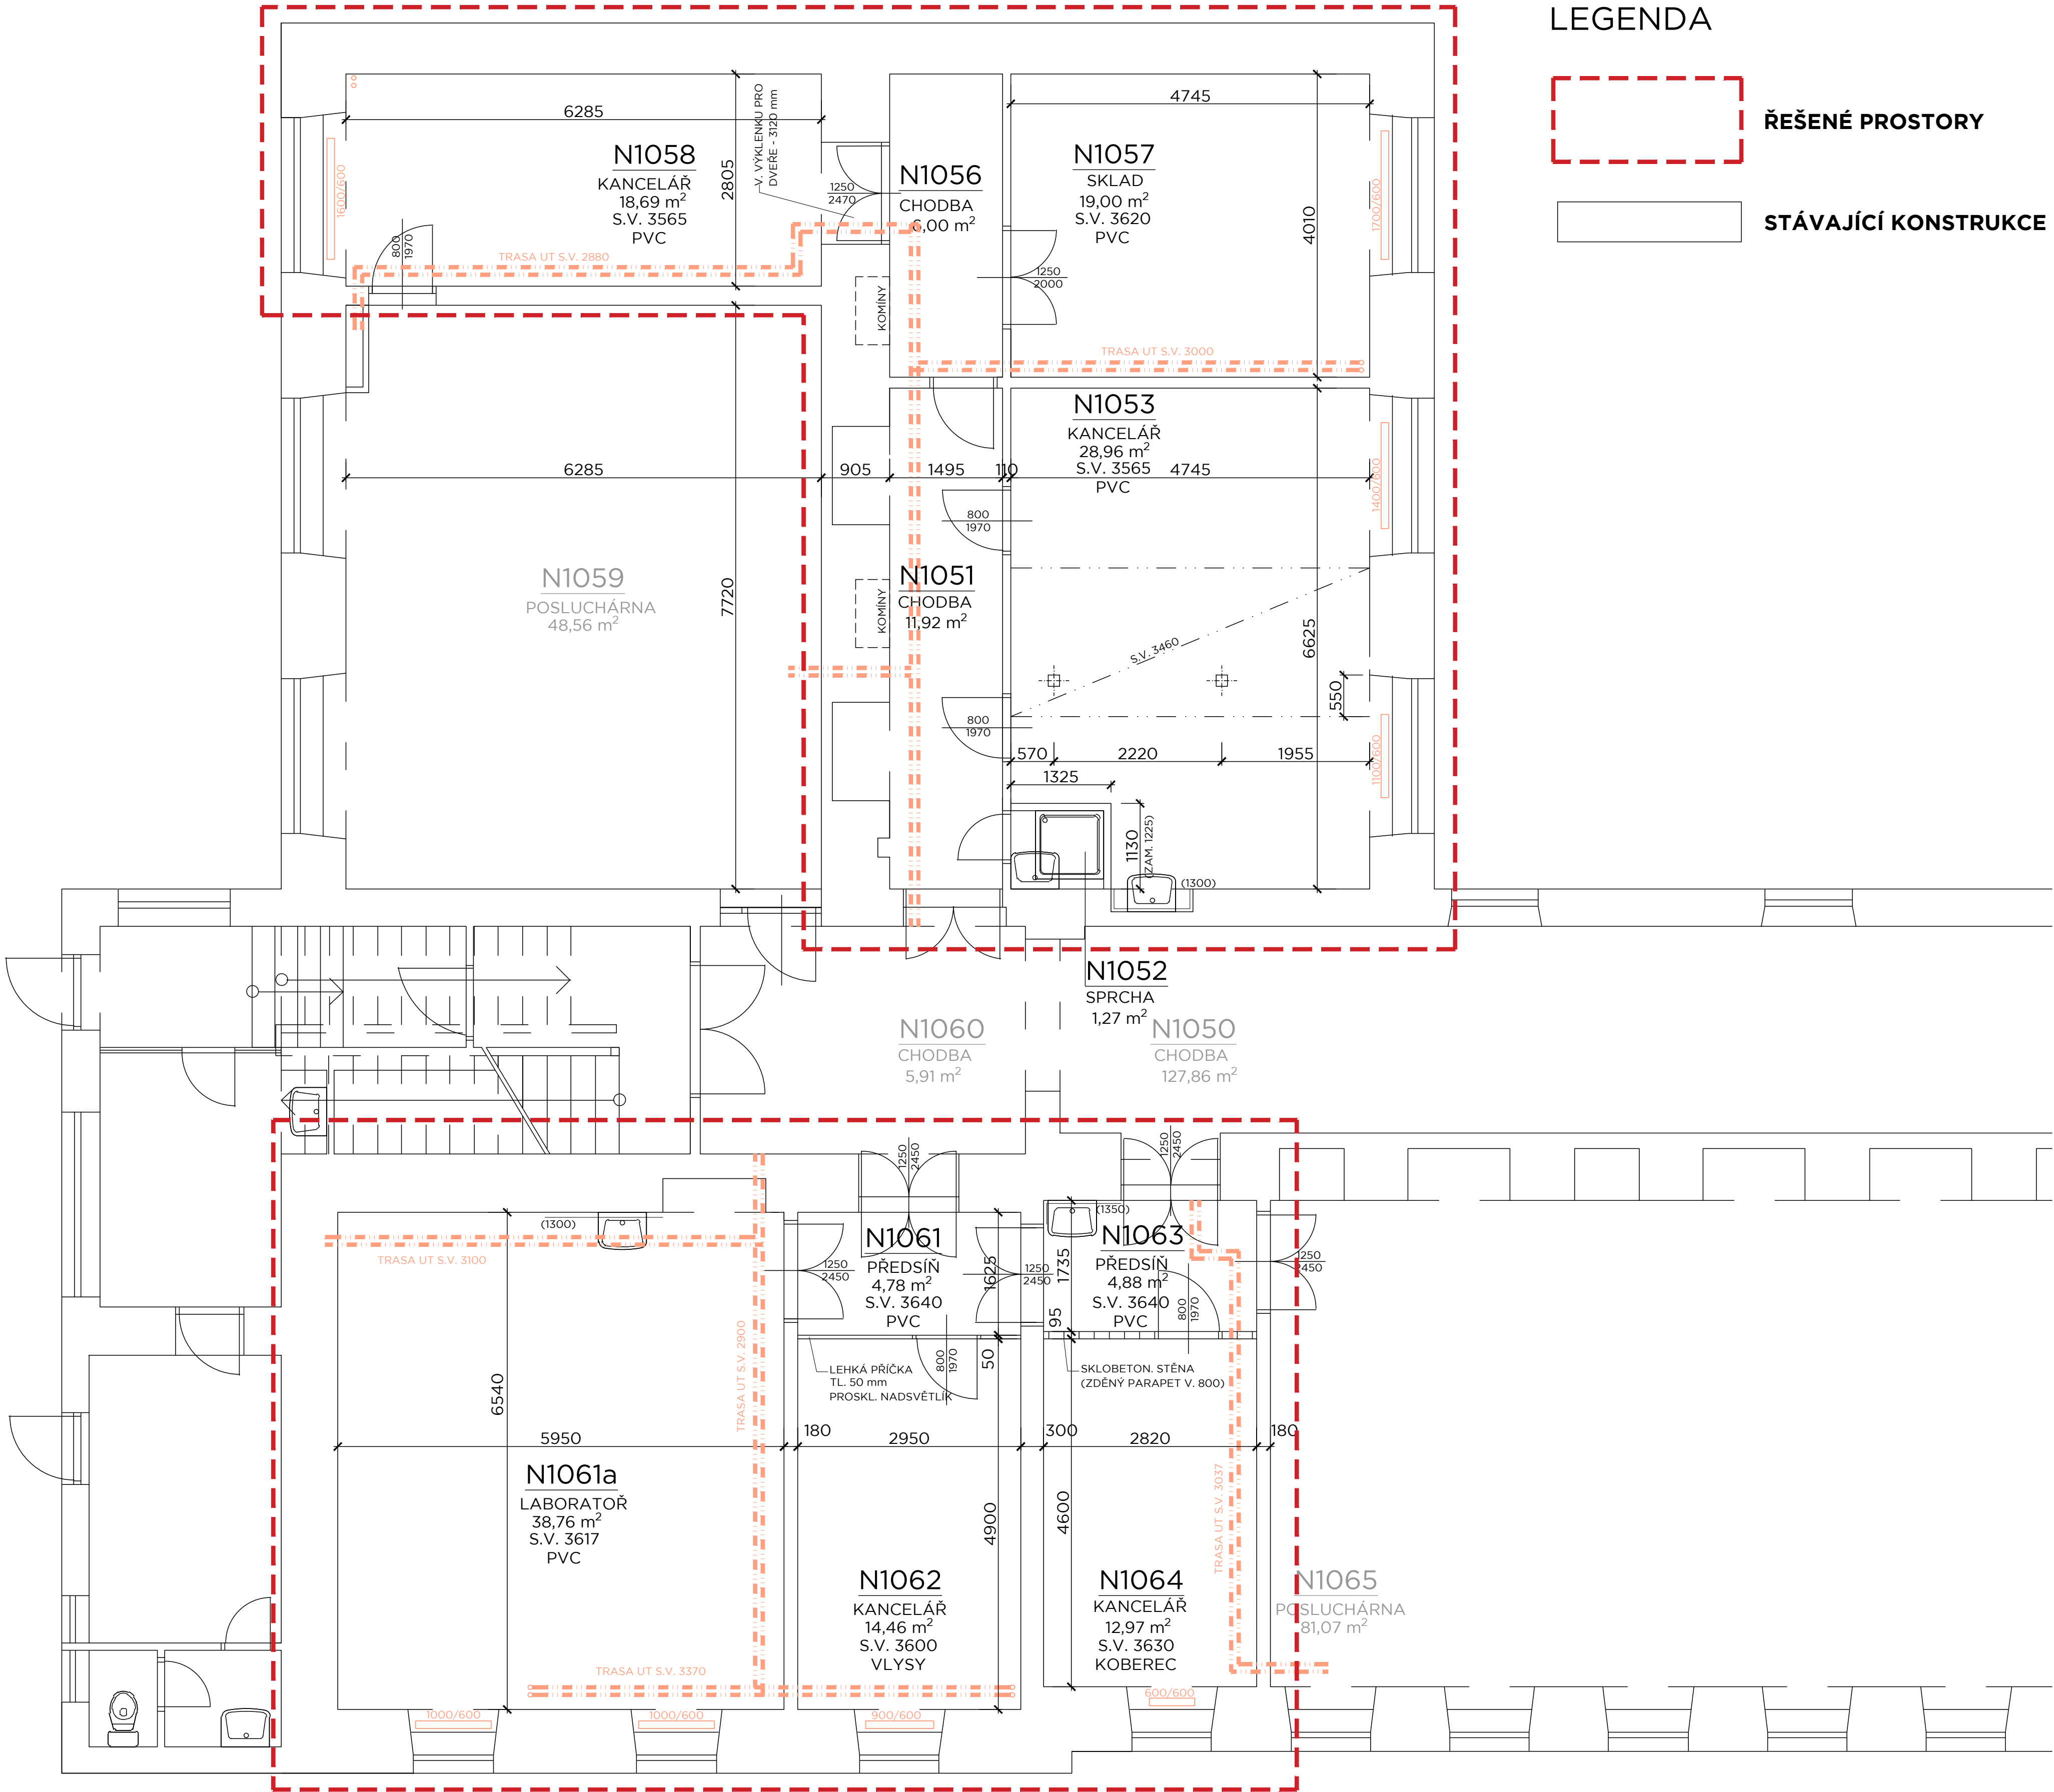 LEGENDA
ŘEŠENÉ PROSTORY
STÁVAJÍCÍ KONSTRUKCE
6285
N1058
KANCELÁŘ
18,69 m²
S.V. 3565
PVC
2805
V. VÝKLENKU PRO
DVEŘE - 3120 mm
1250
2470
1600/600
800
1970
TRASA UT S.V. 2880
N1056
CHODBA
6,00 m²
KOMÍNY
4745
N1057
SKLAD
19,00 m²
S.V. 3620
PVC
4010
1700/600
1250
2000
TRASA UT S.V. 3000
N1053
KANCELÁŘ
28,96 m²
S.V. 3565
PVC
6285
905
1495
110
4745
1400/600
800
1970
N1059
POSLUCHÁRNA
48,56 m²
7720
KOMÍNY
N1051
CHODBA
11,92 m²
S.V. 3460
6625
550
800
1970
570
2220
1955
1325
1100/600
1130
(ZAM. 1225)
(1300)
N1052
SPRCHA
1,27 m²
N1060
CHODBA
5,91 m²
N1050
CHODBA
127,86 m²
1250
2450
1250
2450
(1300)
TRASA UT S.V. 3100
1250
2450
N1061
PŘEDSÍŇ
4,78 m²
S.V. 3640
PVC
1625
1250
2450
1735
(1350)
N1063
PŘEDSÍŇ
4,88 m²
S.V. 3640
PVC
95
800
1970
1250
2450
TRASA UT S.V. 2900
LEHKÁ PŘÍČKA
TL. 50 mm
PROSKL. NADSVĚTLÍK
800
1970
50
SKLOBETON. STĚNA
(ZDĚNÝ PARAPET V. 800)
6540
5950
180
2950
300
2820
180
N1061a
LABORATOŘ
38,76 m²
S.V. 3617
PVC
4900
4600
TRASA UT S.V. 3037
N1062
KANCELÁŘ
14,46 m²
S.V. 3600
VLYSY
N1064
KANCELÁŘ
12,97 m²
S.V. 3630
KOBEREC
N1065
POSLUCHÁRNA
81,07 m²
TRASA UT S.V. 3370
1000/600
1000/600
900/600
600/600